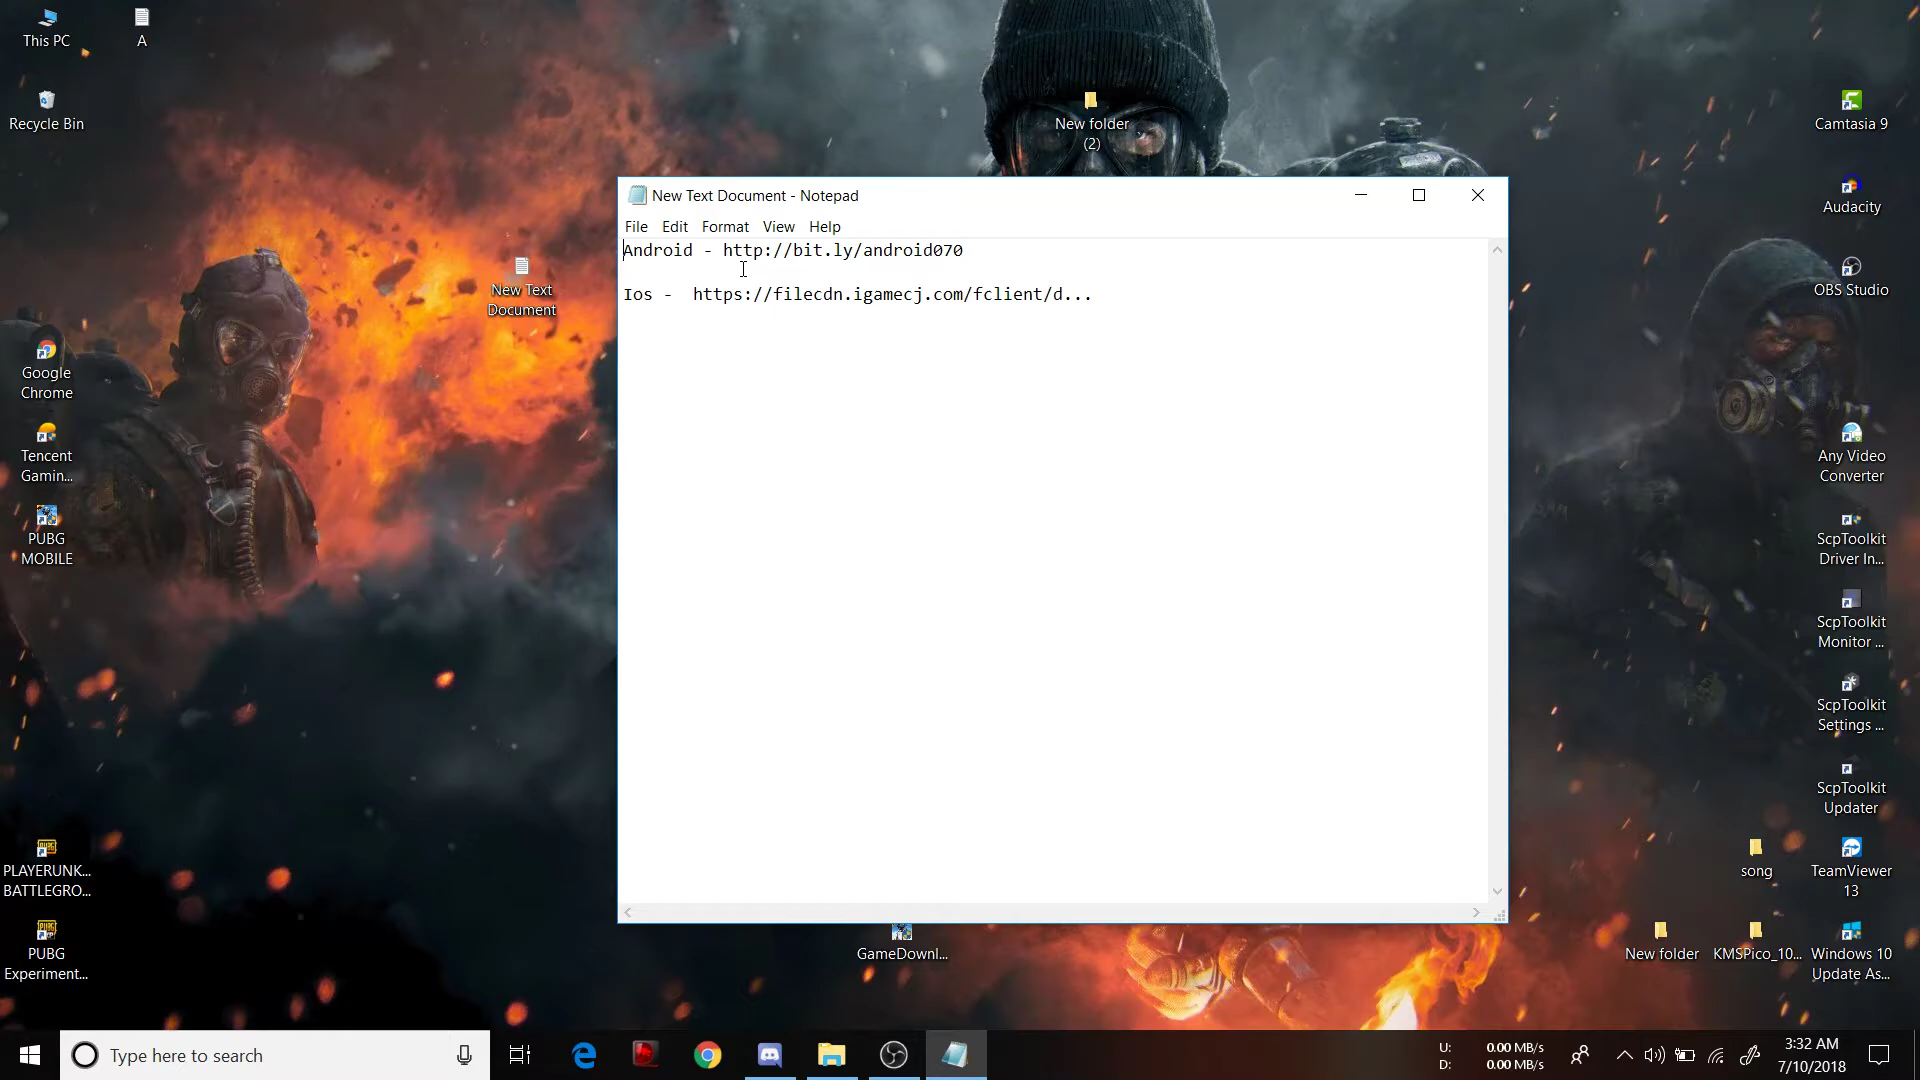 This PC
A
Recycle Bin
New folder
(2)
Camtasia 9
Audacity
New Text Document - Notepad
File Edit Format View Help
Android - http://bit.ly/android070
Ios - https://filecdn.igamecj.com/fclient/d...
New Text
Document
OBS Studio
Google
Chrome
Tencent
Gamin...
Any Video
Converter
PUBG
MOBILE
ScpToolkit
Driver In...
ScpToolkit
Monitor ...
ScpToolkit
Settings ...
ScpToolkit
Updater
PLAYERUNK...
BATTLEGRO...
song
TeamViewer
13
PUBG
Experiment...
GameDownl...
New folder
KMSPico_10...
Windows 10
Update As...
Type here to search
U: 0.00 MB/s
D: 0.00 MB/s
3:32 AM
7/10/2018